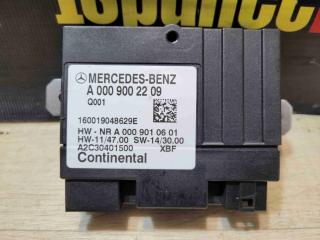 MERCEDES-BENZ
A 000 900 22 09
Q001
160019048629E
HW - NR A 000 901 06 01
HW-11/47.00 SW-14/30.00
A2C30401500 XBF
Continental